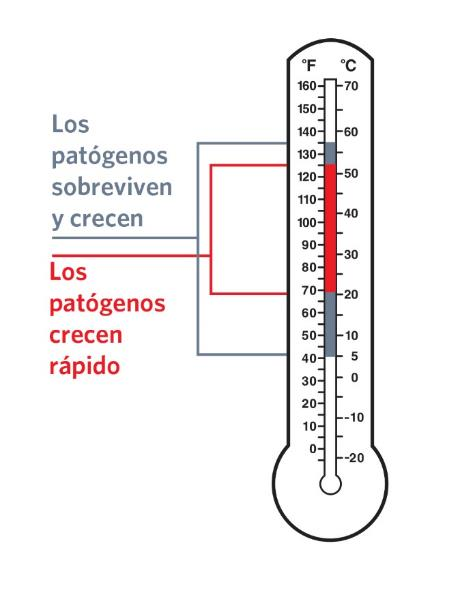 °F °C
160 70
150
140 60
130
120 50
110
100 40
90
80 30
70 20
60
50 10
40 5
30 0
20
10 -10
0
-20
Los
patógenos
sobreviven
y crecen
Los
patógenos
crecen
rápido